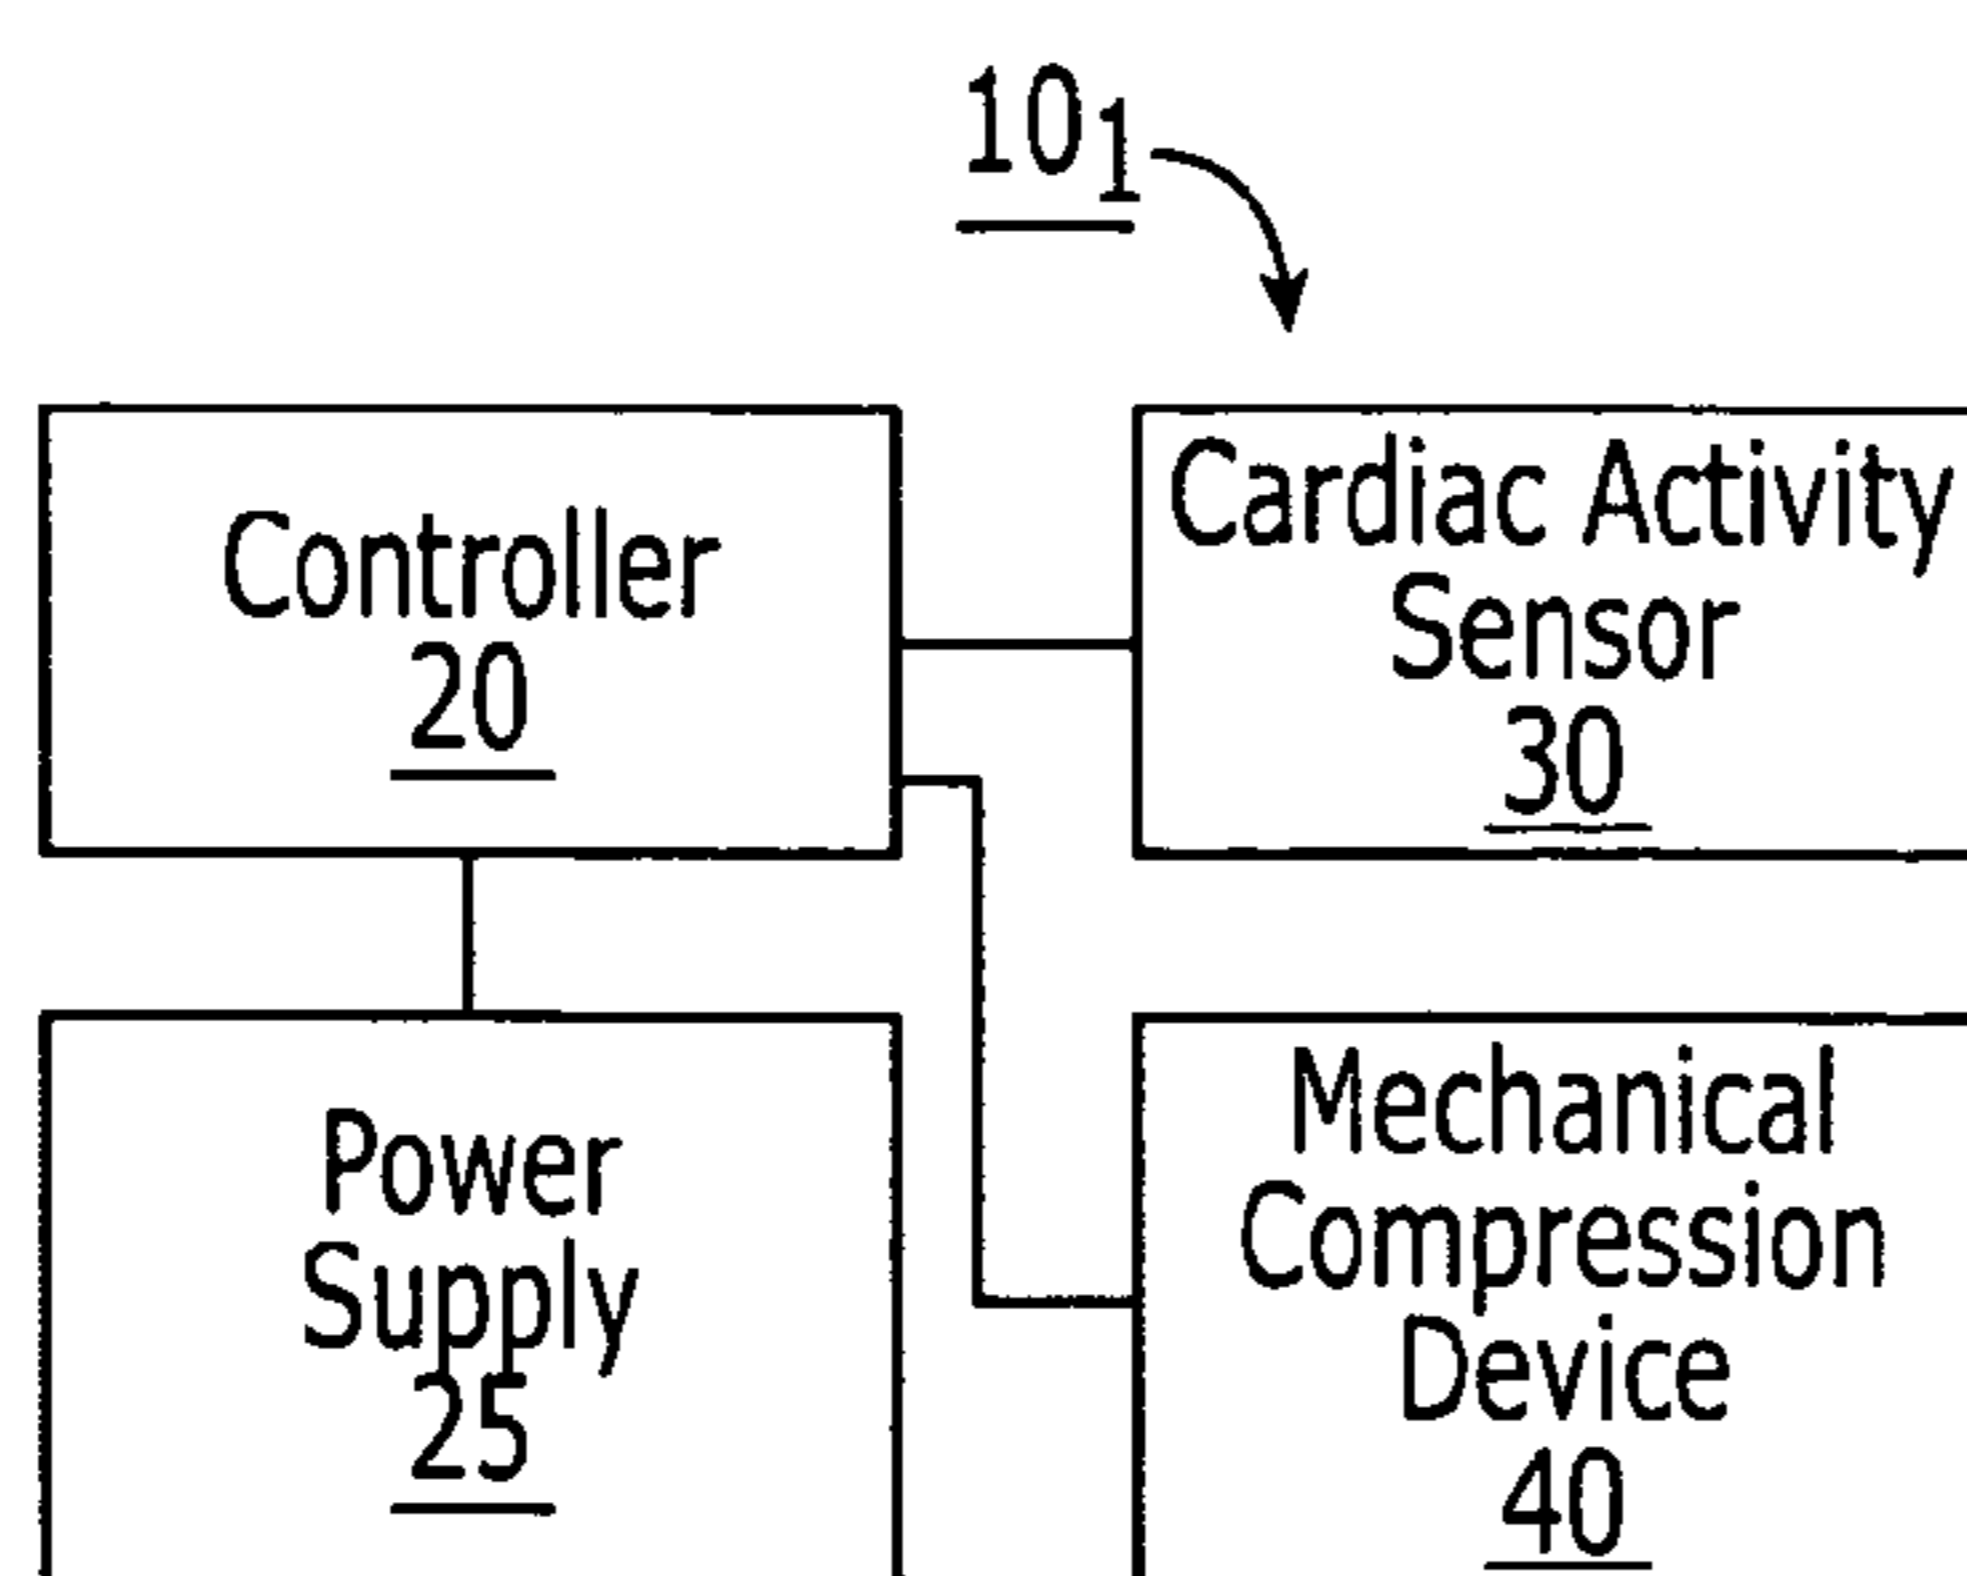 10₁
Controller
20
Cardiac Activity
Sensor
30
Power
Supply
25
Mechanical
Compression
Device
40